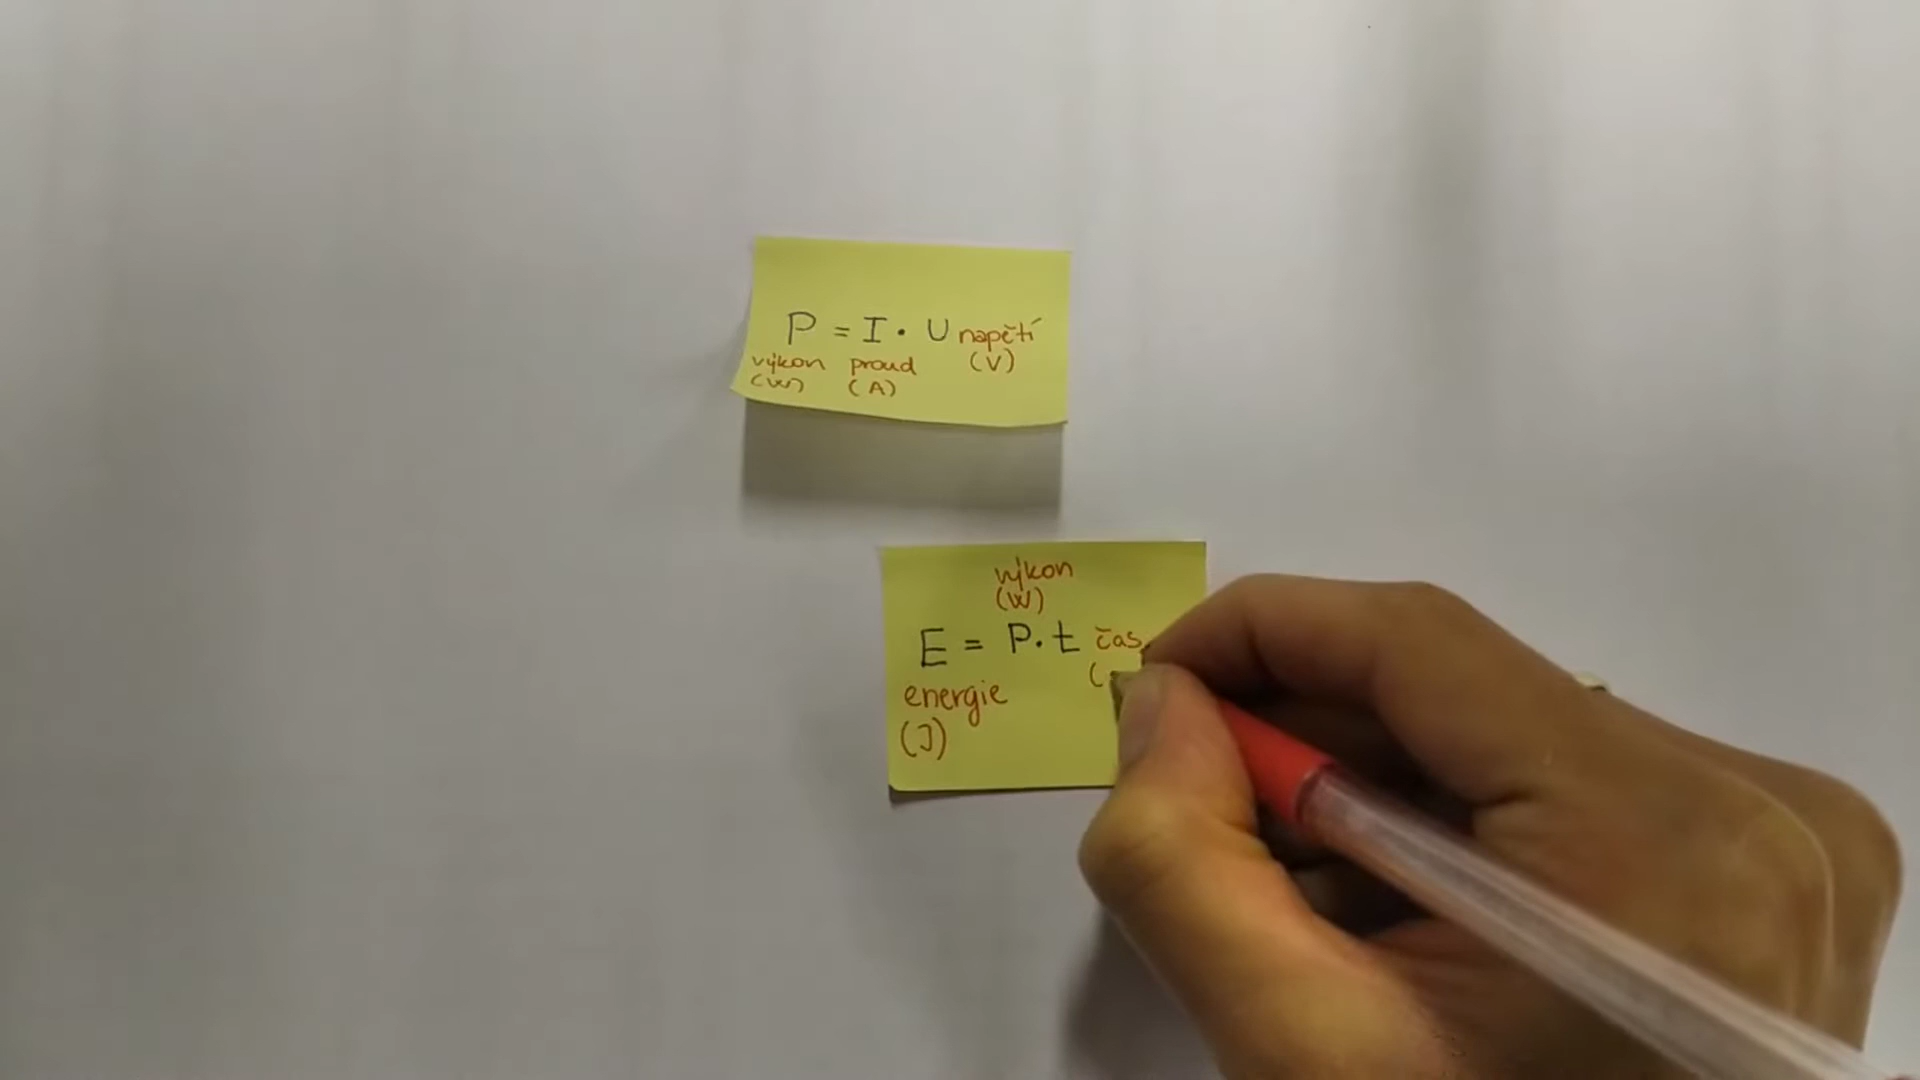 P = I · U napětí
výkon proud (V)
(W) (A)
výkon
(W)
E = P · t čas
(
energie
(J)